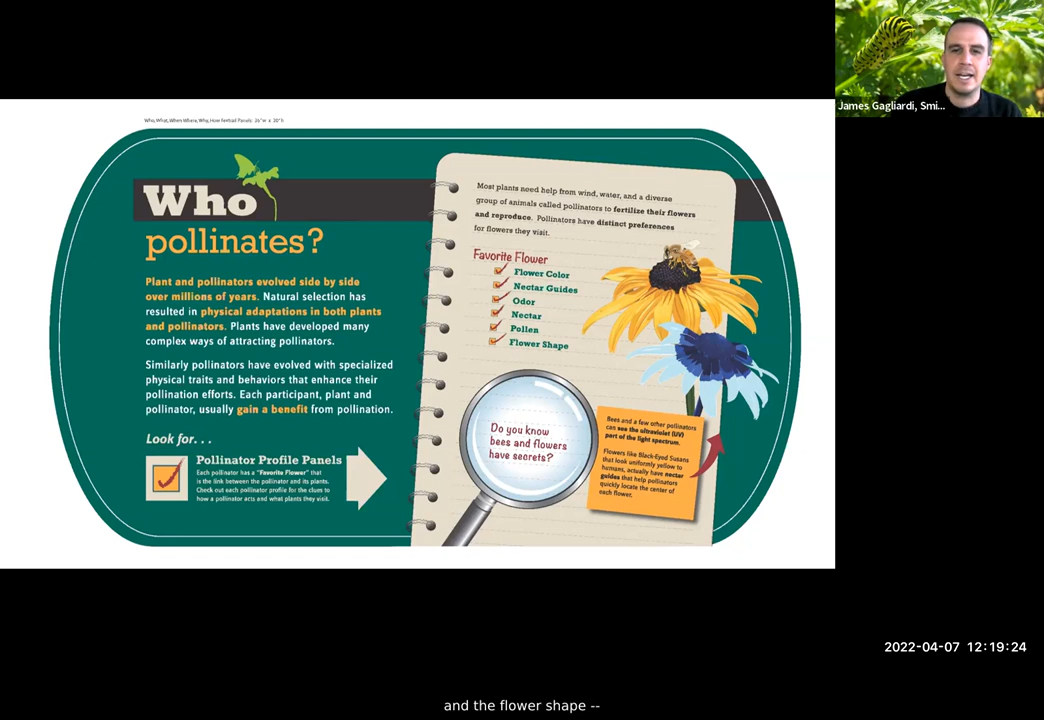 James Gagliardi, Smi...
Who,What,When Where,Why,How Fertrail Panels 36"w x 20"h
Who
pollinates?
Plant and pollinators evolved side by side
over millions of years. Natural selection has
resulted in physical adaptations in both plants
and pollinators. Plants have developed many
complex ways of attracting pollinators.
Similarly pollinators have evolved with specialized
physical traits and behaviors that enhance their
pollination efforts. Each participant, plant and
pollinator, usually gain a benefit from pollination.
Look for. . .
Pollinator Profile Panels
Each pollinator has a "Favorite Flower" that
is the link between the pollinator and its plants.
Check out each pollinator profile for the clues to
how a pollinator acts and what plants they visit.
Most plants need help from wind, water, and a diverse
group of animals called pollinators to fertilize their flowers
and reproduce. Pollinators have distinct preferences
for flowers they visit.
Favorite Flower
Flower Color
Nectar Guides
Odor
Nectar
Pollen
Flower Shape
Do you know
bees and flowers
have secrets?
Bees and a few other pollinators
can see the ultraviolet (UV)
part of the light spectrum.
Flowers like Black-Eyed Susans
that look uniformly yellow to
humans, actually have nectar
guides that help pollinators
quickly locate the center of
each flower.
2022-04-07 12:19:24
and the flower shape --